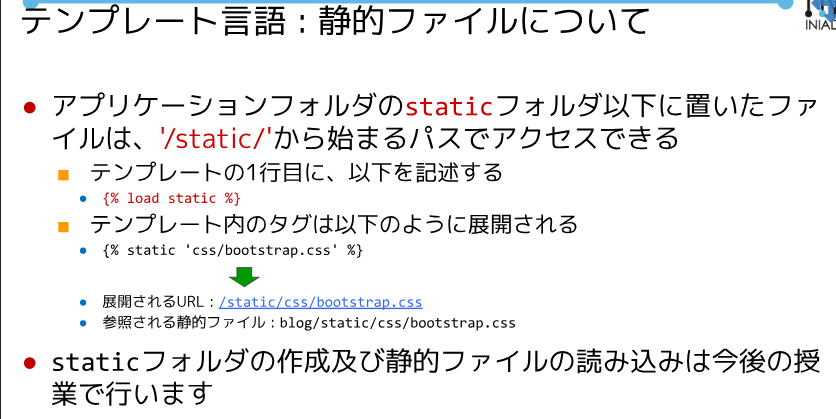 テンプレート言語：静的ファイルについて
INIAD
アプリケーションフォルダのstaticフォルダ以下に置いたファ
イルは、'/static/'から始まるパスでアクセスできる
テンプレートの1行目に、以下を記述する
{% load static %}
テンプレート内のタグは以下のように展開される
{% static 'css/bootstrap.css' %}
展開されるURL：/static/css/bootstrap.css
参照される静的ファイル：blog/static/css/bootstrap.css
staticフォルダの作成及び静的ファイルの読み込みは今後の授
業で行います